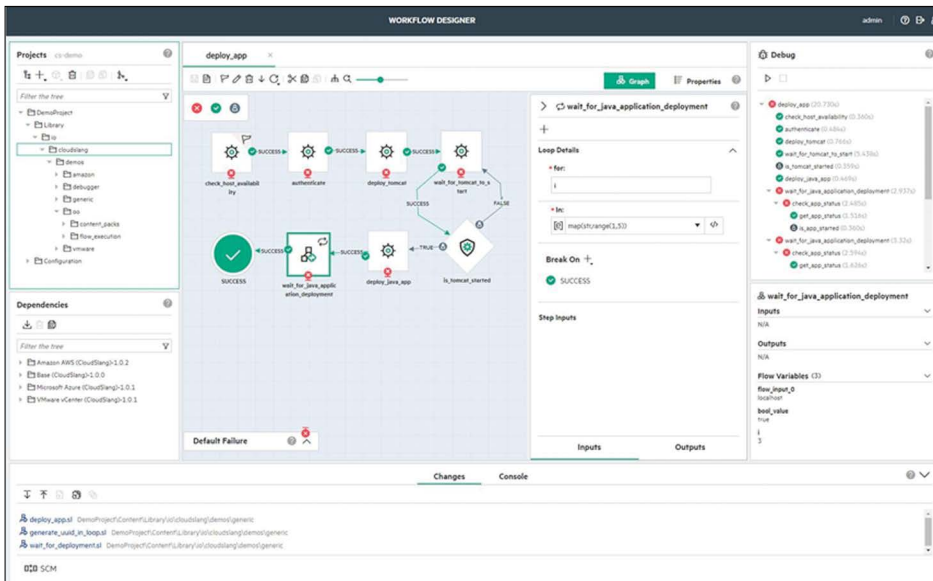 WORKFLOW DESIGNER
admin
Projects cs-demo
Filter the tree
DemoProject
Library
io
cloudslang
demos
amazon
debugger
generic
oo
content_packs
flow_execution
vmware
Configuration
Dependencies
Filter the tree
Amazon AWS (CloudSlang)-1.0.2
Base (CloudSlang)-1.0.0
Microsoft Azure (CloudSlang)-1.0.1
VMware vCenter (CloudSlang)-1.0.1
deploy_app
Graph
Properties
SUCCESS
SUCCESS
SUCCESS
check_host_availabi
lity
authenticate
deploy_tomcat
wait_for_tomcat_to_s
tart
SUCCESS
FALSE
SUCCESS
SUCCESS
TRUE
SUCCESS
wait_for_java_applic
ation_deployment
deploy_java_app
is_tomcat_started
Default Failure
wait_for_java_application_deployment
Loop Details
* for:
i
* in:
map(str,range(1,5))
</>
Break On
SUCCESS
Step Inputs
Inputs
Outputs
Debug
deploy_app (20.730s)
check_host_availability (0.360s)
authenticate (0.486s)
deploy_tomcat (0.766s)
wait_for_tomcat_to_start (5.438s)
is_tomcat_started (0.359s)
deploy_java_app (0.469s)
wait_for_java_application_deployment (2.937s)
check_app_status (2.485s)
get_app_status (1.516s)
is_app_started (0.360s)
wait_for_java_application_deployment (3.32s)
check_app_status (2.594s)
get_app_status (1.626s)
wait_for_java_application_deployment
Inputs
N/A
Outputs
N/A
Flow Variables (3)
flow_input_0
localhost
bool_value
true
i
3
Changes
Console
deploy_app.sl DemoProject\Content\Library\io\cloudslang\demos\generic
generate_uuid_in_loop.sl DemoProject\Content\Library\io\cloudslang\demos\generic
wait_for_deployment.sl DemoProject\Content\Library\io\cloudslang\demos\generic
SCM